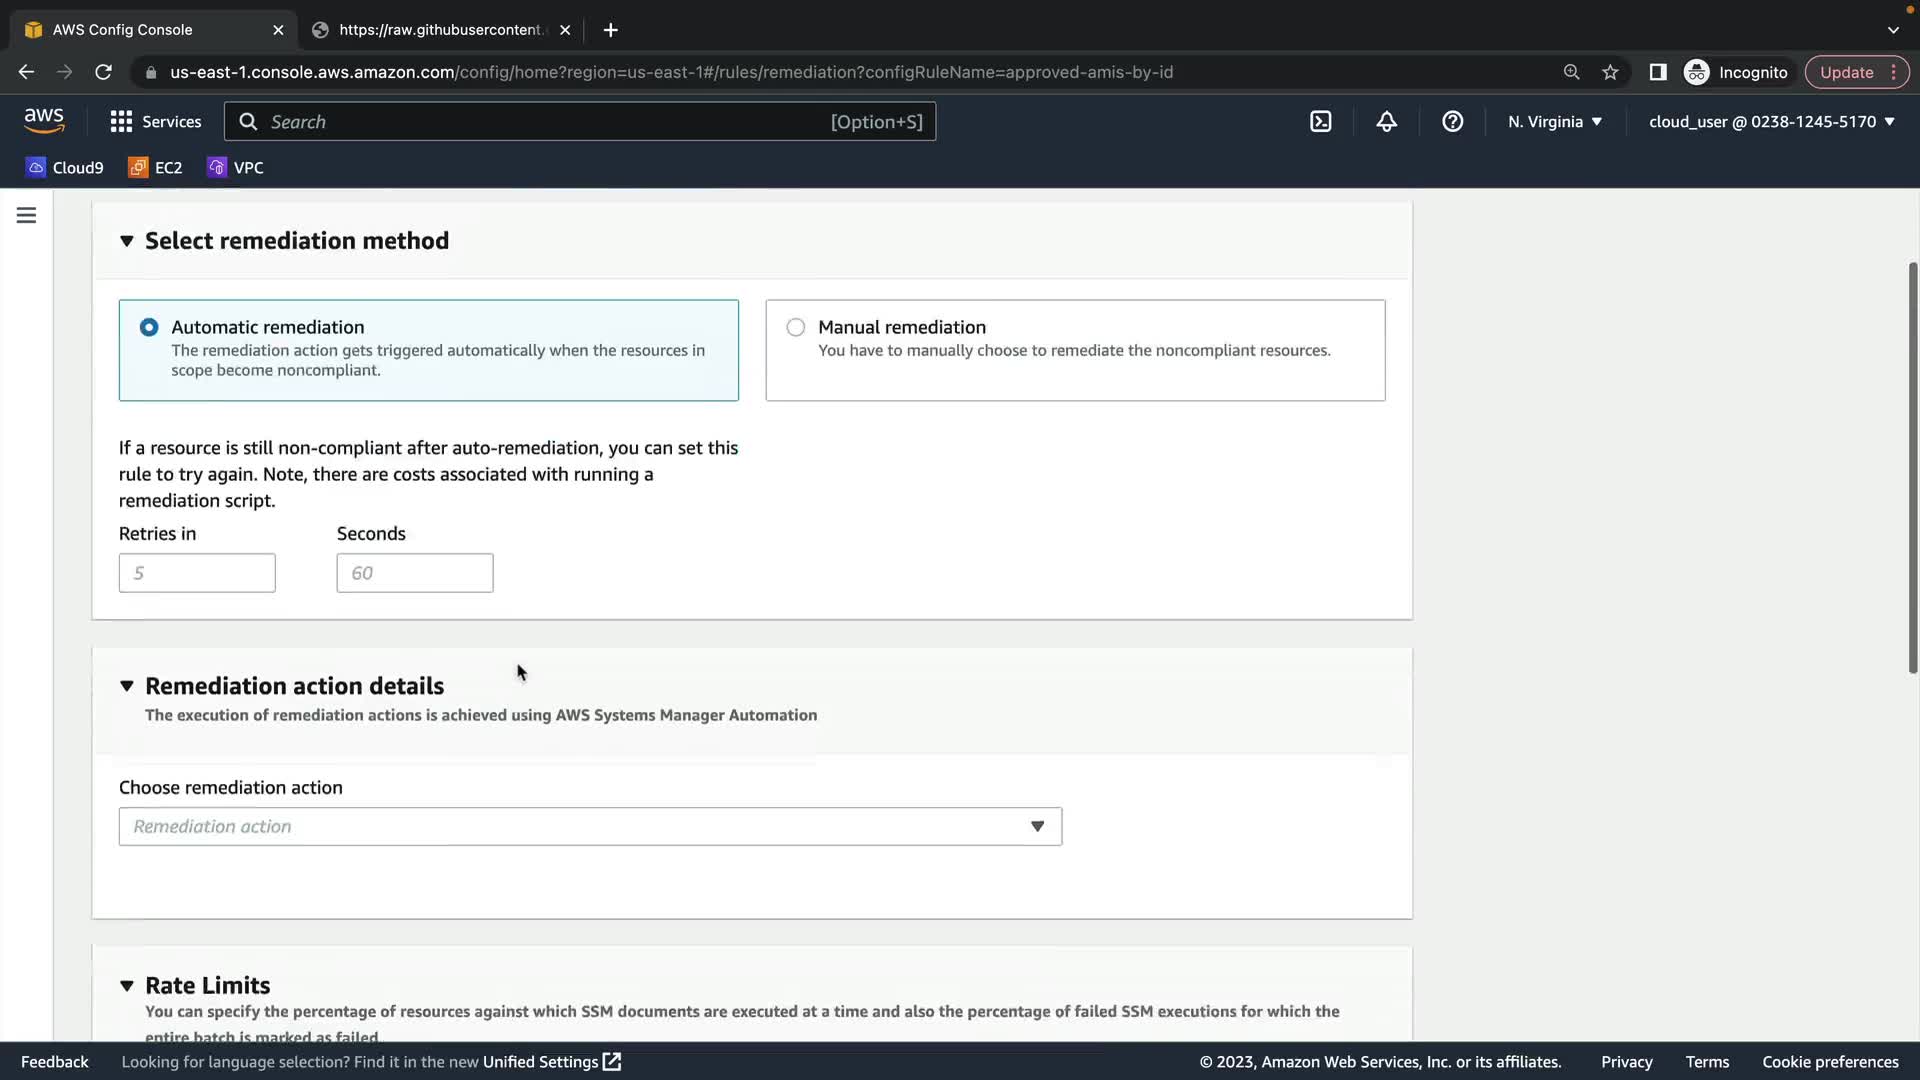 AWS Config Console
https://raw.githubusercontent.
us-east-1.console.aws.amazon.com/config/home?region=us-east-1#/rules/remediation?configRuleName=approved-amis-by-id
Incognito
Update
aws
Services
Search
[Option+S]
N. Virginia
cloud_user @ 0238-1245-5170
Cloud9
EC2
VPC
Select remediation method
Automatic remediation
The remediation action gets triggered automatically when the resources in
scope become noncompliant.
Manual remediation
You have to manually choose to remediate the noncompliant resources.
If a resource is still non-compliant after auto-remediation, you can set this
rule to try again. Note, there are costs associated with running a
remediation script.
Retries in
Seconds
5
60
Remediation action details
The execution of remediation actions is achieved using AWS Systems Manager Automation
Choose remediation action
Remediation action
Rate Limits
You can specify the percentage of resources against which SSM documents are executed at a time and also the percentage of failed SSM executions for which the
entire batch is marked as failed.
Feedback
Looking for language selection? Find it in the new Unified Settings
© 2023, Amazon Web Services, Inc. or its affiliates.
Privacy
Terms
Cookie preferences